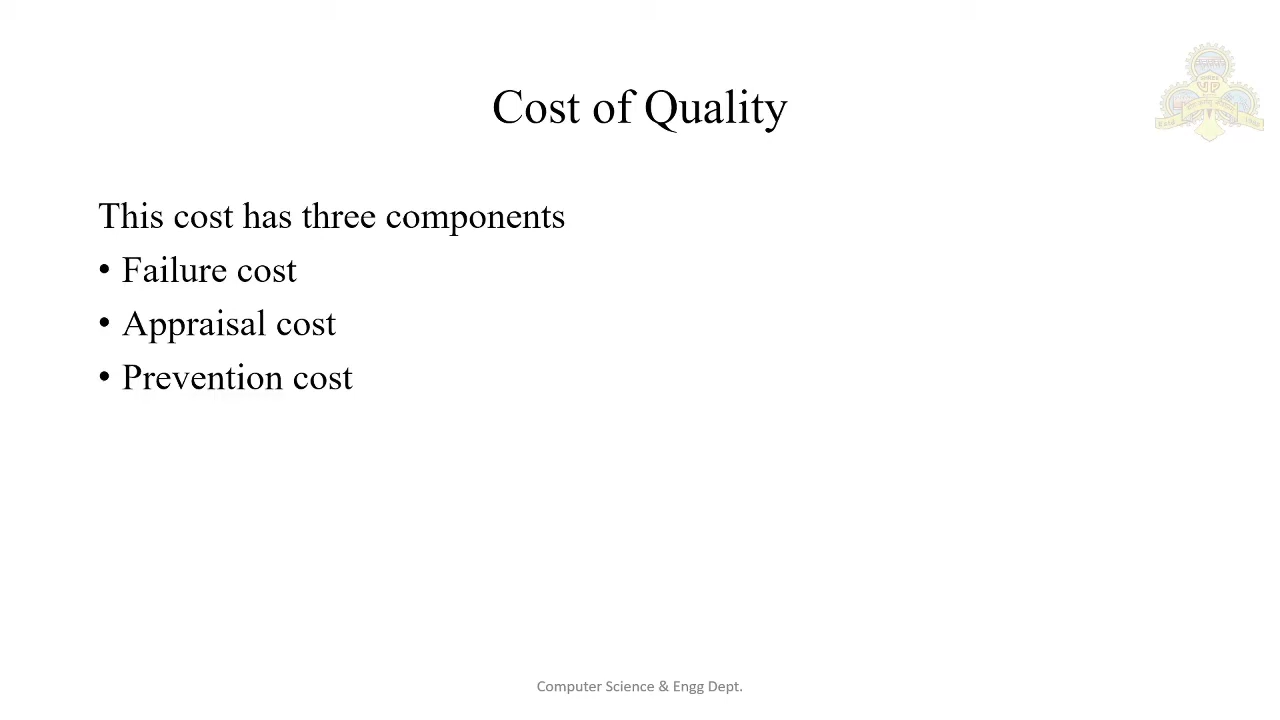 Cost of Quality
This cost has three components
• Failure cost
• Appraisal cost
• Prevention cost
Computer Science & Engg Dept.